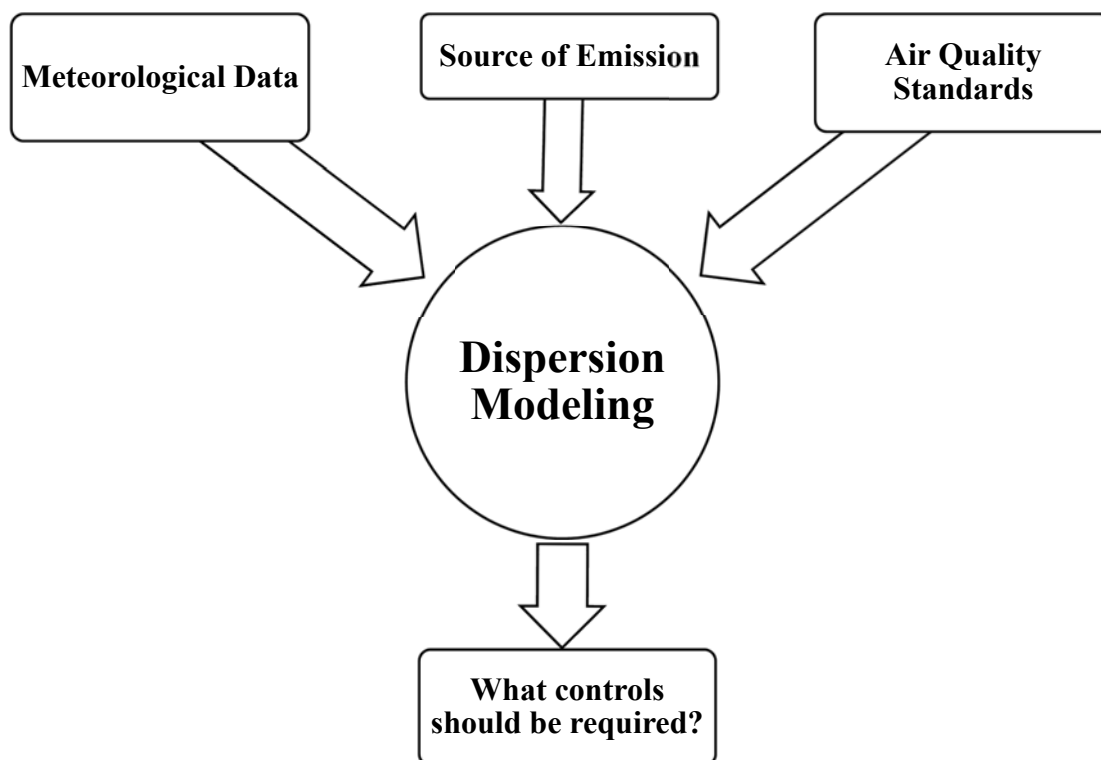 Meteorological Data
Source of Emission
Air Quality
Standards
Dispersion
Modeling
What controls
should be required?